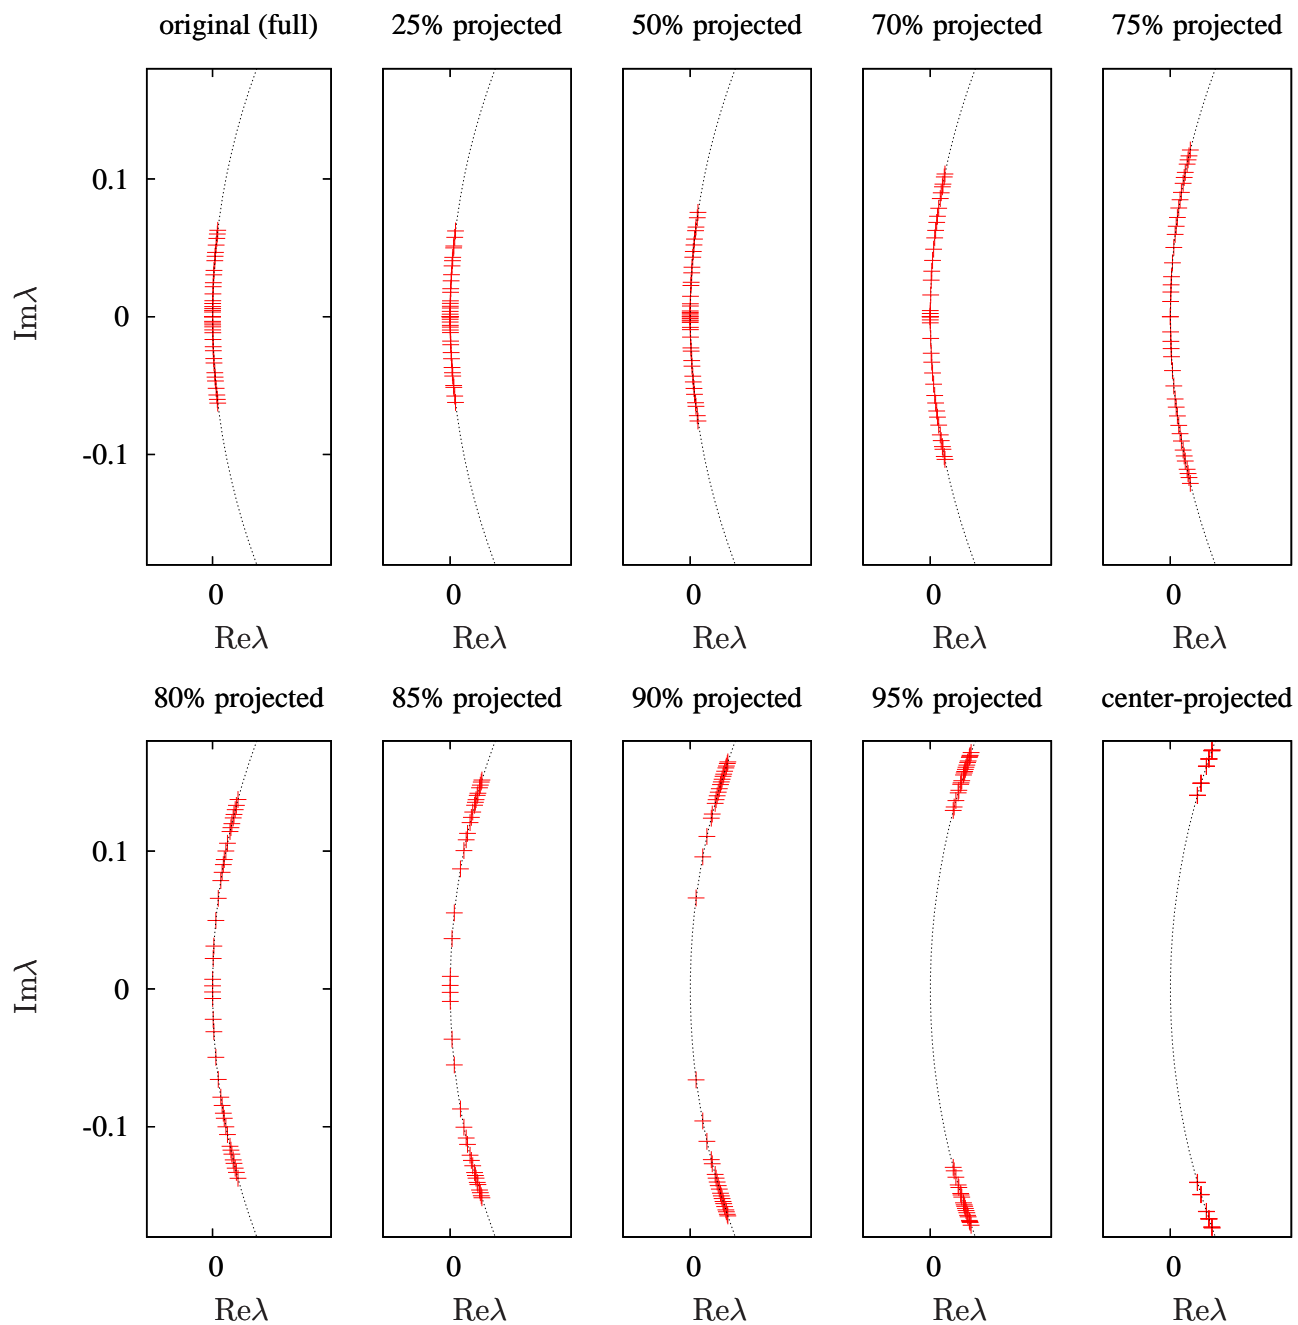 original (full) 25% projected 50% projected 70% projected 75% projected
0.1
0
-0.1
Imλ
0 0 0 0 0
Reλ Reλ Reλ Reλ Reλ
80% projected 85% projected 90% projected 95% projected center-projected
0.1
0
-0.1
Imλ
0 0 0 0 0
Reλ Reλ Reλ Reλ Reλ